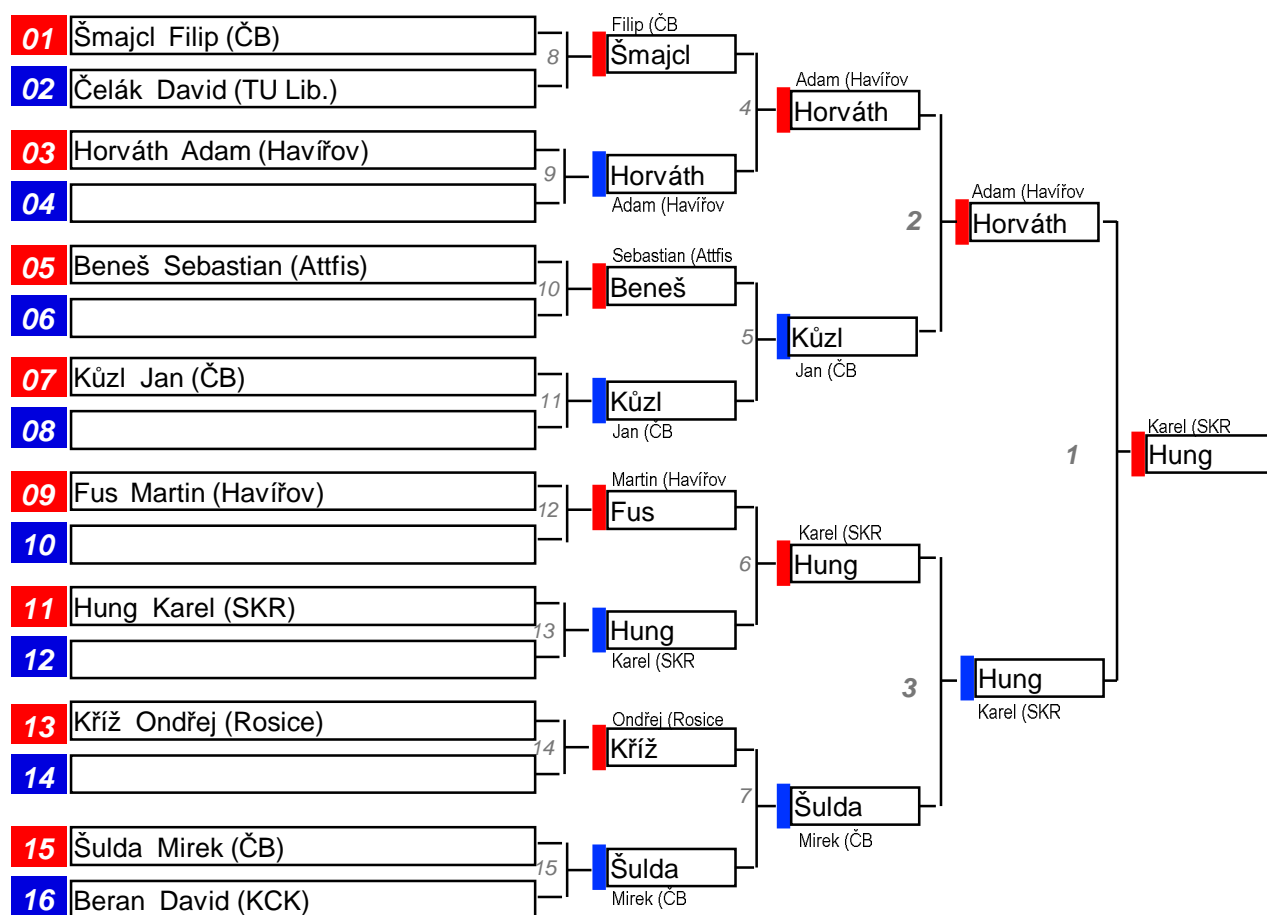 01 Šmajcl Filip (ČB)
02 Čelák David (TU Lib.)
03 Horváth Adam (Havířov)
04
05 Beneš Sebastian (Attfis)
06
07 Kůzl Jan (ČB)
08
09 Fus Martin (Havířov)
10
11 Hung Karel (SKR)
12
13 Kříž Ondřej (Rosice)
14
15 Šulda Mirek (ČB)
16 Beran David (KCK)
8
9
10
11
12
13
14
15
Filip (ČB
Šmajcl
Horváth
Adam (Havířov
Sebastian (Attfis
Beneš
Kůzl
Jan (ČB
Martin (Havířov
Fus
Hung
Karel (SKR
Ondřej (Rosice
Kříž
Šulda
Mirek (ČB
4
5
6
7
Adam (Havířov
Horváth
Kůzl
Jan (ČB
Karel (SKR
Hung
Šulda
Mirek (ČB
2
3
Adam (Havířov
Horváth
Hung
Karel (SKR
1
Karel (SKR
Hung